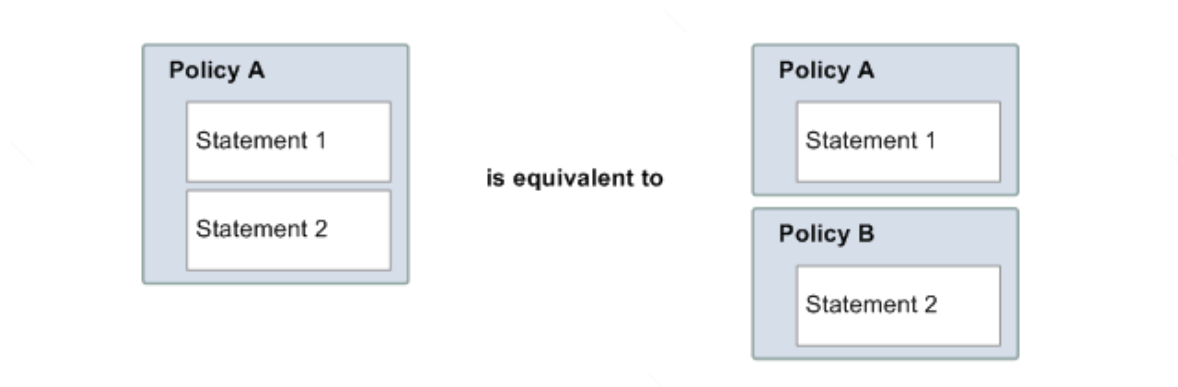 Policy A
Statement 1
Statement 2
is equivalent to
Policy A
Statement 1
Policy B
Statement 2